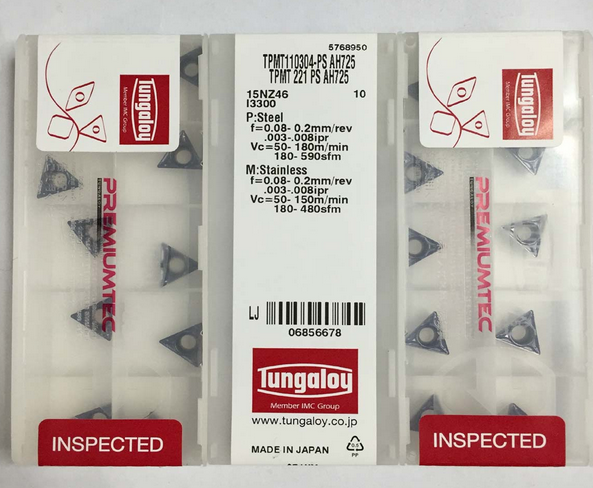 Tungaloy
Member IMC Group
PREMIUMTEC
INSPECTED
5768950
TPMT110304-PS AH725
TPMT 221 PS AH725
15NZ46 10
I3300
P:Steel
f=0.08- 0.2mm/rev
.003-.008ipr
Vc=50- 180m/min
180- 590sfm
M:Stainless
f=0.08- 0.2mm/rev
.003-.008ipr
Vc=50- 150m/min
180- 480sfm
LJ
06856678
Tungaloy
Member IMC Group
www.tungaloy.co.jp
MADE IN JAPAN
PP
Tungaloy
Member IMC Group
PREMIUMTEC
INSPECTED